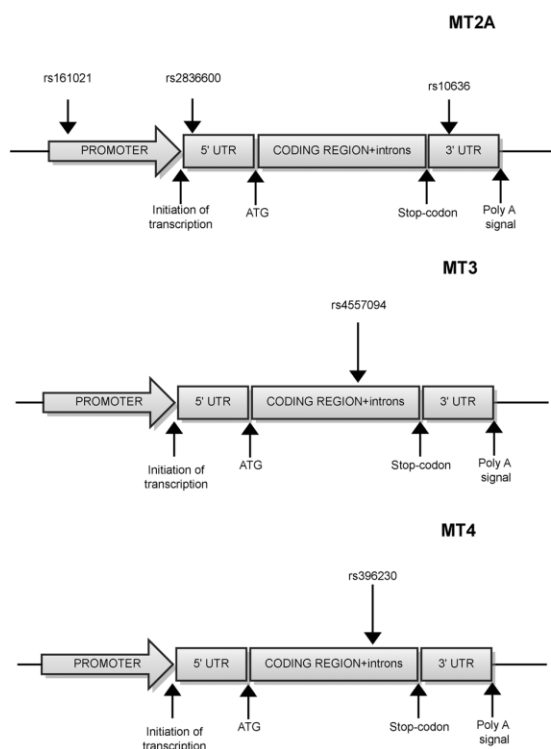 MT2A
rs161021
rs2836600
rs10636
PROMOTER
5' UTR
CODING REGION+introns
3' UTR
Initiation of
transcription
ATG
Stop-codon
Poly A
signal
MT3
rs4557094
PROMOTER
5' UTR
CODING REGION+introns
3' UTR
Initiation of
transcription
ATG
Stop-codon
Poly A
signal
MT4
rs396230
PROMOTER
5' UTR
CODING REGION+introns
3' UTR
Initiation of
transcription
ATG
Stop-codon
Poly A
signal